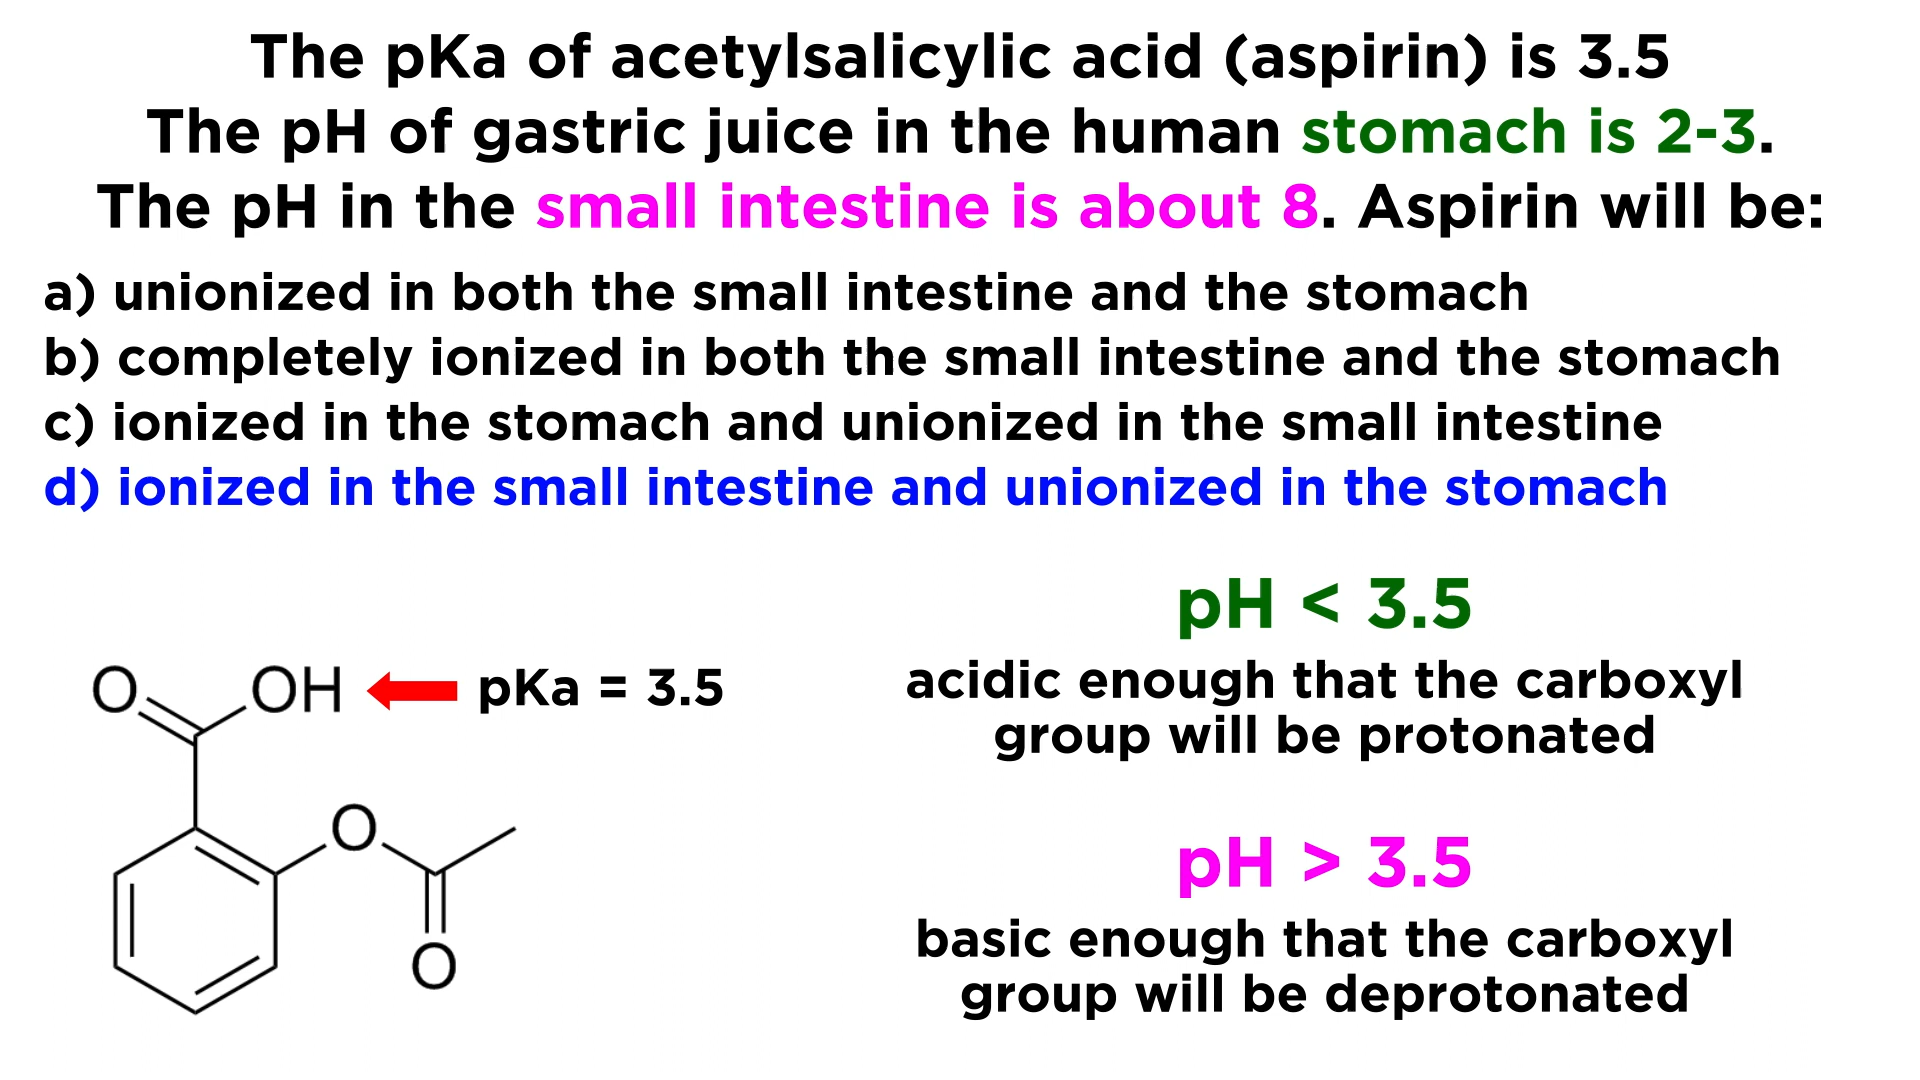 The pKa of acetylsalicylic acid (aspirin) is 3.5
The pH of gastric juice in the human stomach is 2-3.
The pH in the small intestine is about 8. Aspirin will be:
a) unionized in both the small intestine and the stomach
b) completely ionized in both the small intestine and the stomach
c) ionized in the stomach and unionized in the small intestine
d) ionized in the small intestine and unionized in the stomach
pH < 3.5
acidic enough that the carboxyl
group will be protonated
O OH pKa = 3.5
O
O
pH > 3.5
basic enough that the carboxyl
group will be deprotonated